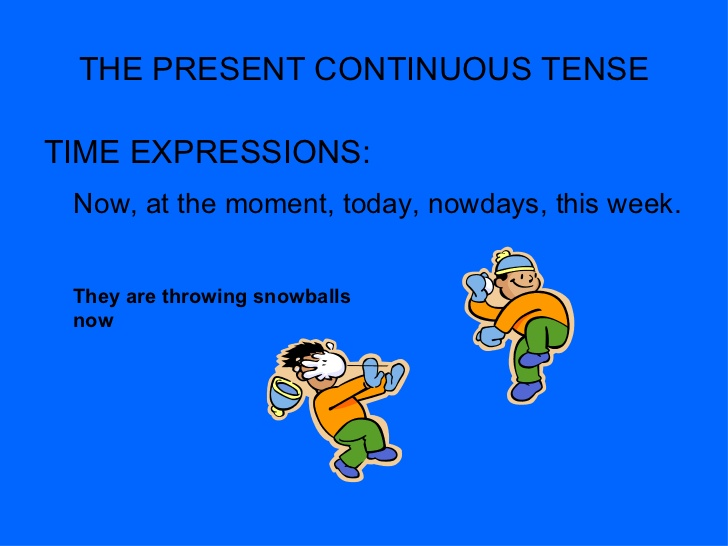 THE PRESENT CONTINUOUS TENSE
TIME EXPRESSIONS:
Now, at the moment, today, nowdays, this week.
They are throwing snowballs
now